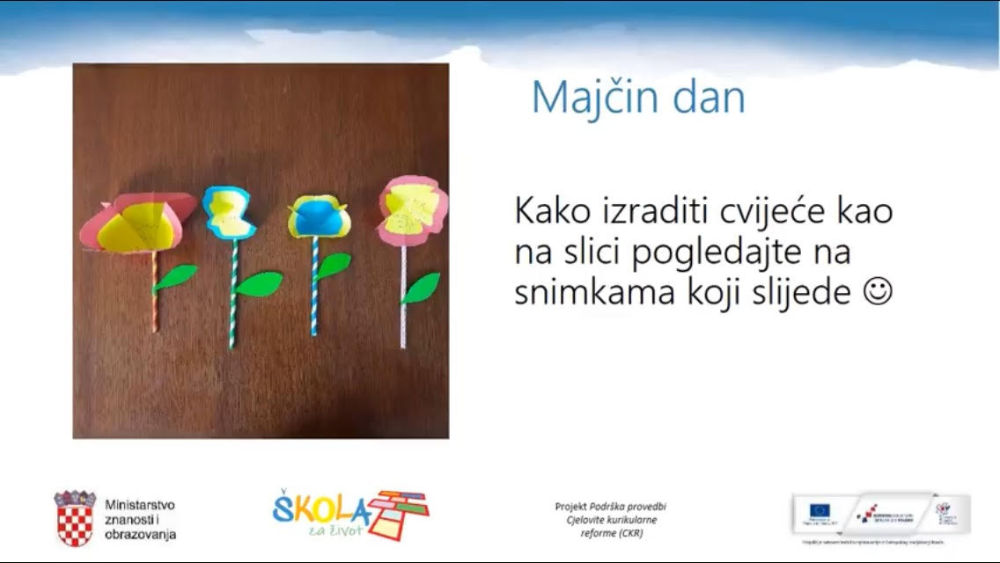 Majčin dan
Kako izraditi cvijeće kao
na slici pogledajte na
snimkama koji slijede ☺
Ministarstvo
znanosti i
obrazovanja
ŠKOLA
za život
Projekt Podrška provedbi
Cjelovite kurikularne
reforme (CKR)